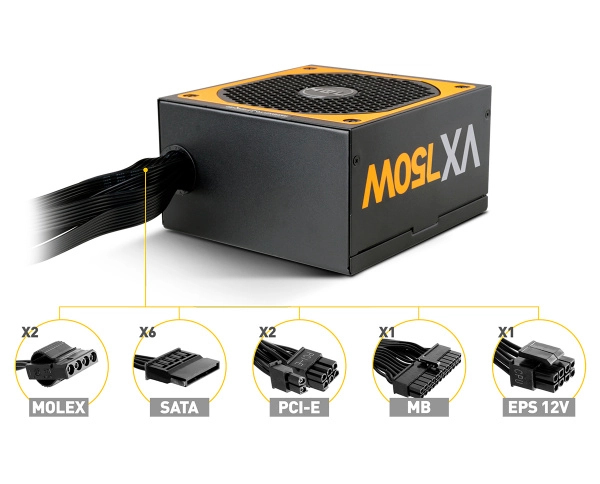 VX750W
X2
X6
X2
X1
X1
MOLEX
SATA
PCI-E
MB
EPS 12V